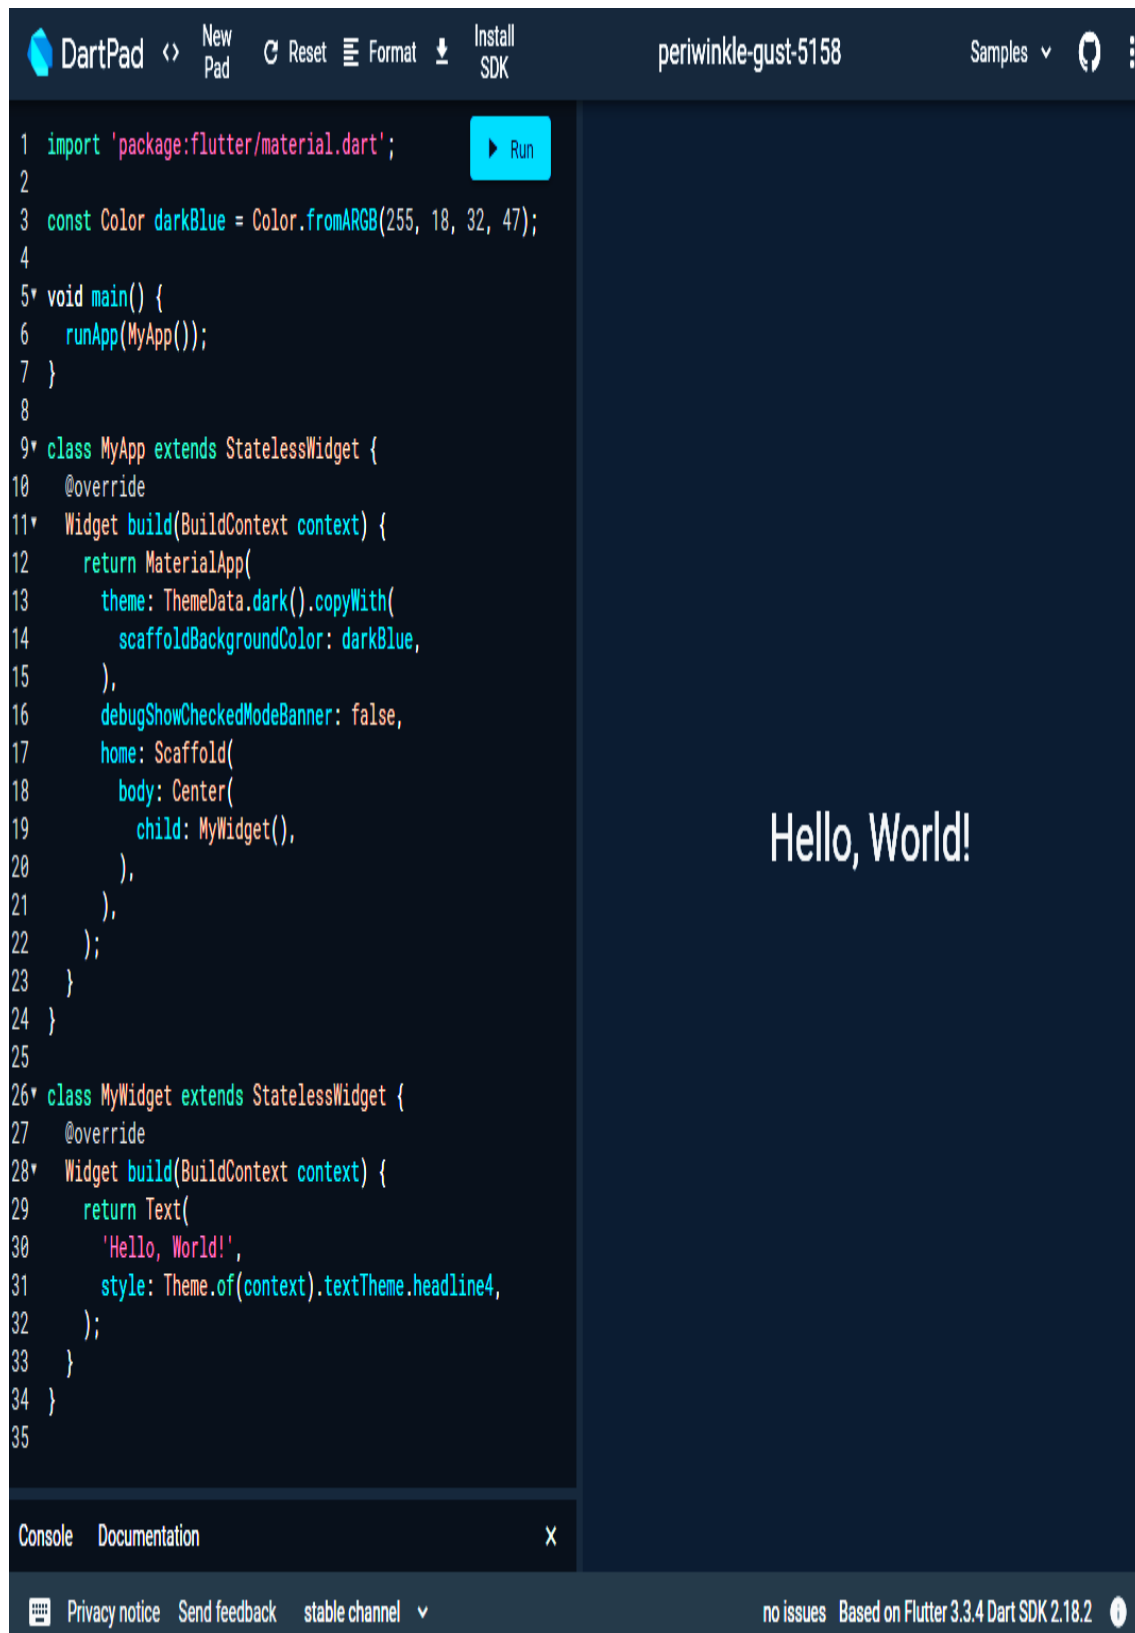 DartPad <> New Pad Reset Format Install SDK periwinkle-gust-5158 Samples
Run
1 import 'package:flutter/material.dart';
2
3 const Color darkBlue = Color.fromARGB(255, 18, 32, 47);
4
5 void main() {
6   runApp(MyApp());
7 }
8
9 class MyApp extends StatelessWidget {
10   @override
11   Widget build(BuildContext context) {
12     return MaterialApp(
13       theme: ThemeData.dark().copyWith(
14         scaffoldBackgroundColor: darkBlue,
15       ),
16       debugShowCheckedModeBanner: false,
17       home: Scaffold(
18         body: Center(
19           child: MyWidget(),
20         ),
21       ),
22     );
23   }
24 }
25
26 class MyWidget extends StatelessWidget {
27   @override
28   Widget build(BuildContext context) {
29     return Text(
30       'Hello, World!',
31       style: Theme.of(context).textTheme.headline4,
32     );
33   }
34 }
35
Hello, World!
Console Documentation X
Privacy notice Send feedback stable channel no issues Based on Flutter 3.3.4 Dart SDK 2.18.2